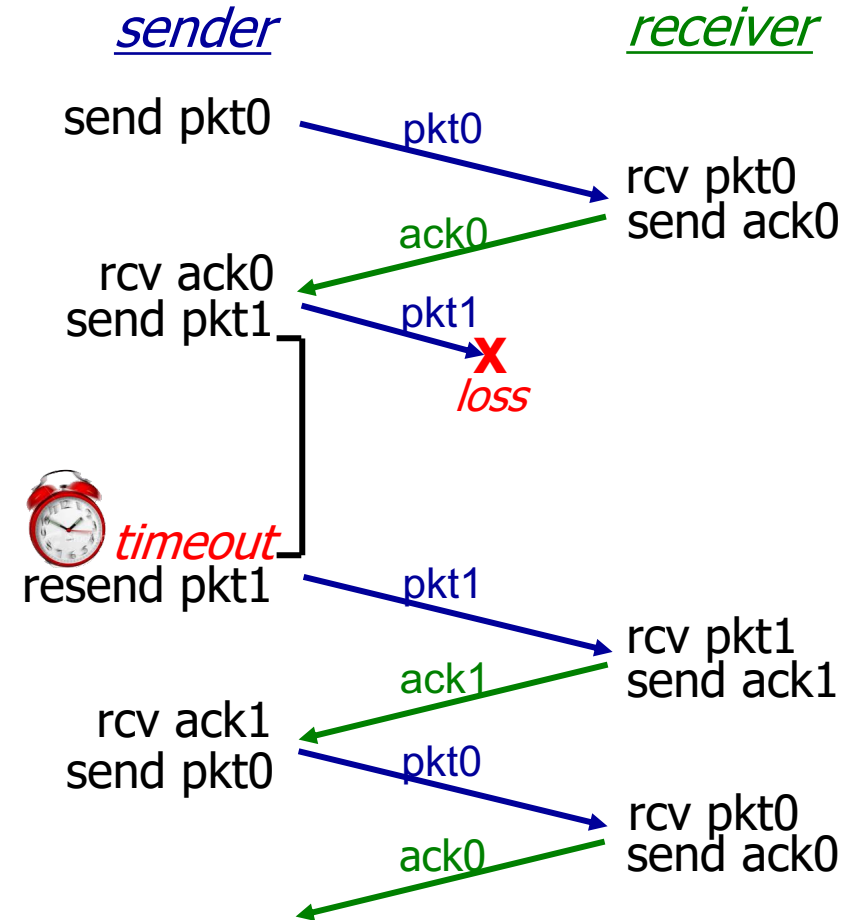 sender
receiver
send pkt0
pkt0
rcv pkt0
send ack0
ack0
rcv ack0
send pkt1
pkt1
X
loss
timeout
resend pkt1
pkt1
rcv pkt1
send ack1
ack1
rcv ack1
send pkt0
pkt0
rcv pkt0
send ack0
ack0